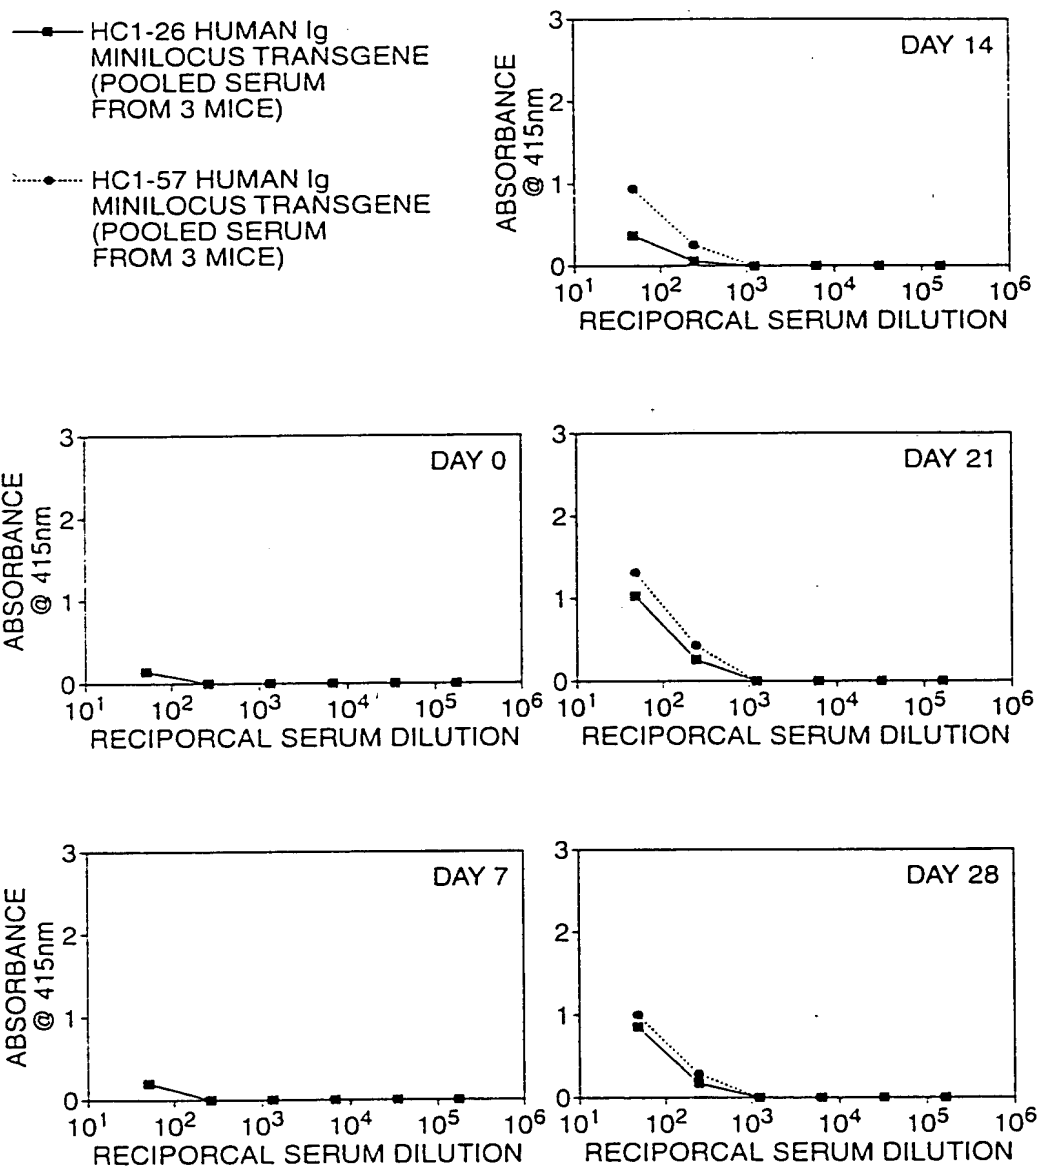 HC1-26 HUMAN Ig
MINILOCUS TRANSGENE
(POOLED SERUM
FROM 3 MICE)
HC1-57 HUMAN Ig
MINILOCUS TRANSGENE
(POOLED SERUM
FROM 3 MICE)
DAY 14
ABSORBANCE
@ 415nm
3
2
1
0
10¹ 10² 10³ 10⁴ 10⁵ 10⁶
RECIPORCAL SERUM DILUTION
DAY 0
ABSORBANCE
@ 415nm
3
2
1
0
10¹ 10² 10³ 10⁴ 10⁵ 10⁶
RECIPORCAL SERUM DILUTION
DAY 21
3
2
1
0
10¹ 10² 10³ 10⁴ 10⁵ 10⁶
RECIPORCAL SERUM DILUTION
DAY 7
ABSORBANCE
@ 415nm
3
2
1
0
10¹ 10² 10³ 10⁴ 10⁵ 10⁶
RECIPORCAL SERUM DILUTION
DAY 28
3
2
1
0
10¹ 10² 10³ 10⁴ 10⁵ 10⁶
RECIPORCAL SERUM DILUTION